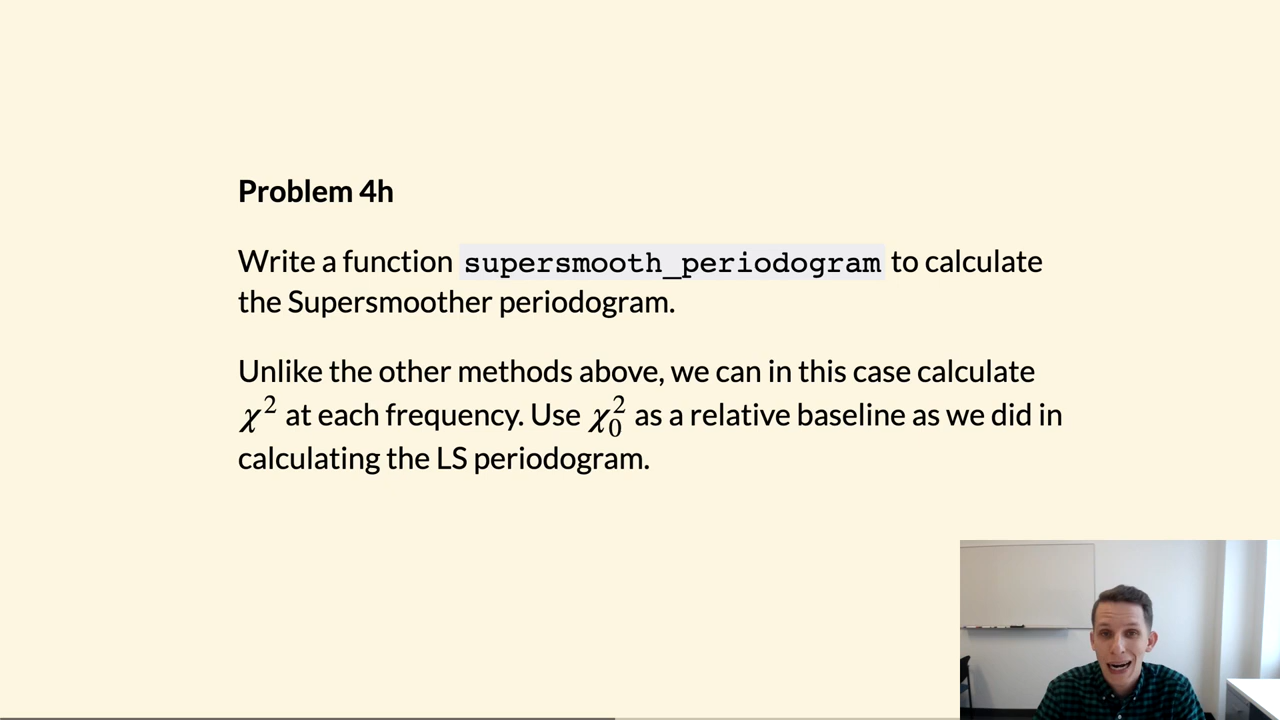 Problem 4h
Write a function supersmooth_periodogram to calculate
the Supersmoother periodogram.
Unlike the other methods above, we can in this case calculate
χ² at each frequency. Use χ₀² as a relative baseline as we did in
calculating the LS periodogram.